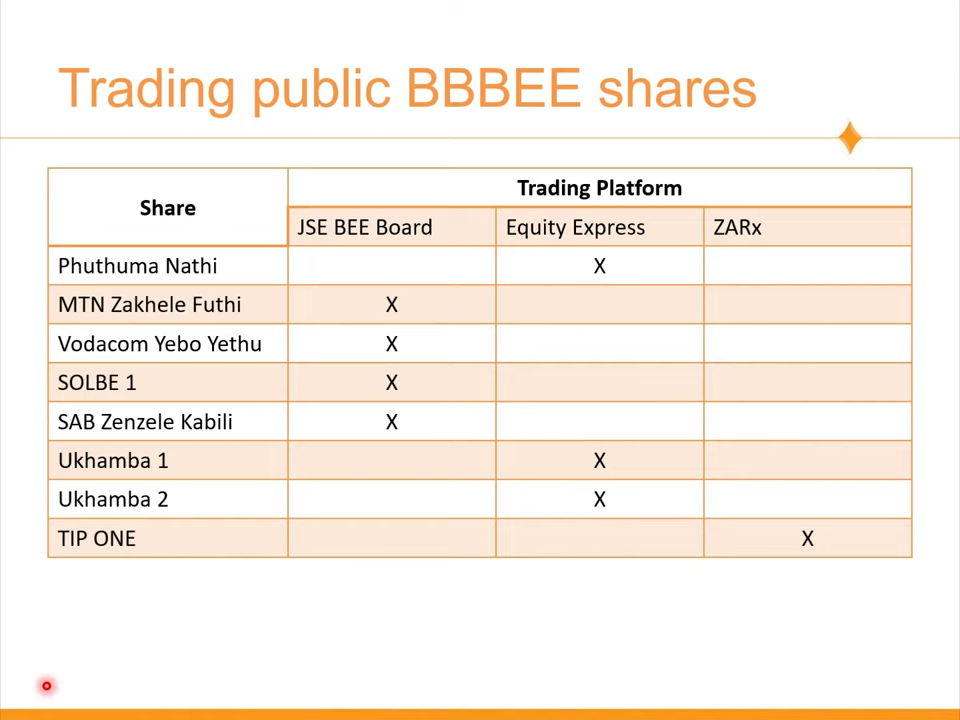 Trading public BBBEE shares
Share
Trading Platform
JSE BEE Board Equity Express ZARx
Phuthuma Nathi X
MTN Zakhele Futhi X
Vodacom Yebo Yethu X
SOLBE 1 X
SAB Zenzele Kabili X
Ukhamba 1 X
Ukhamba 2 X
TIP ONE X